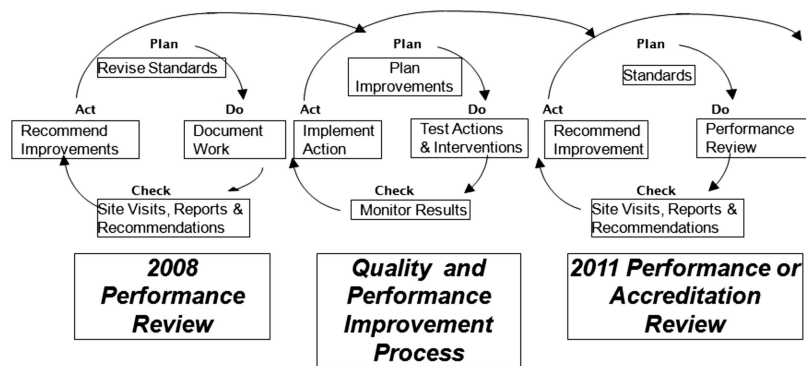 Plan
Revise Standards
Act
Do
Recommend
Improvements
Document
Work
Check
Site Visits, Reports &
Recommendations
2008
Performance
Review
Plan
Plan
Improvements
Act
Do
Implement
Action
Test Actions
& Interventions
Check
Monitor Results
Quality and
Performance
Improvement
Process
Plan
Standards
Act
Do
Recommend
Improvement
Performance
Review
Check
Site Visits, Reports &
Recommendations
2011 Performance or
Accreditation
Review